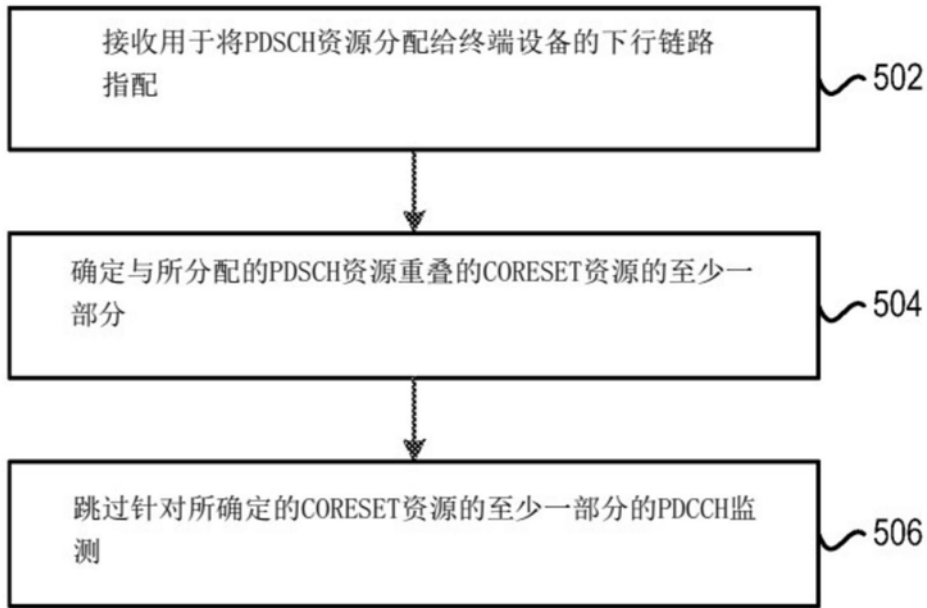 接收用于将PDSCH资源分配给终端设备的下行链路
指配
502
确定与所分配的PDSCH资源重叠的CORESET资源的至少一
部分
504
跳过针对所确定的CORESET资源的至少一部分的PDCCH监
测
506